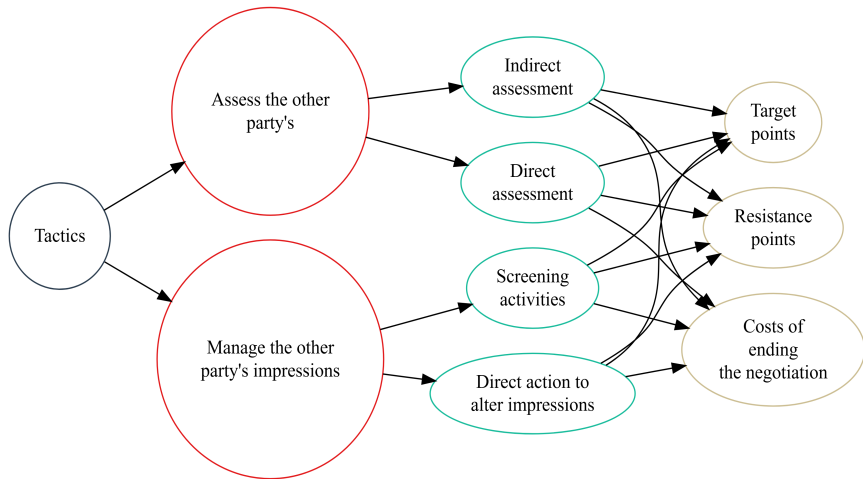 Tactics
Assess the other
party's
Manage the other
party's impressions
Indirect
assessment
Direct
assessment
Screening
activities
Direct action to
alter impressions
Target
points
Resistance
points
Costs of
ending
the negotiation